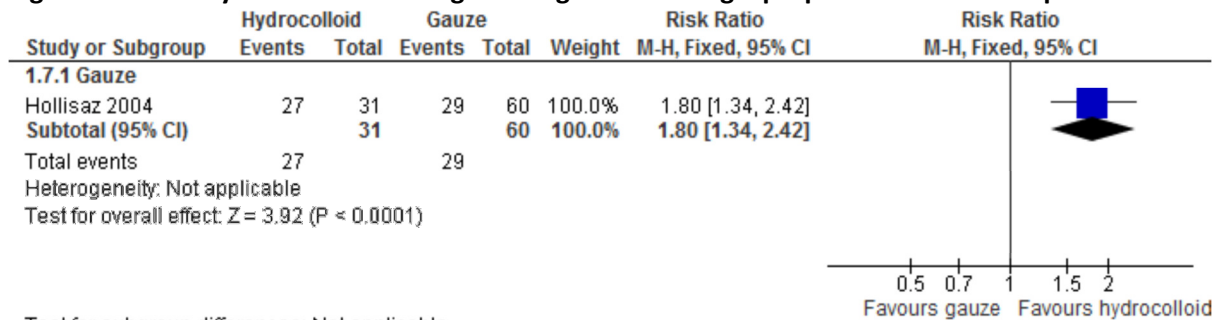 Hydrocolloid Gauze Risk Ratio Risk Ratio
Study or Subgroup Events Total Events Total Weight M-H, Fixed, 95% CI M-H, Fixed, 95% CI
1.7.1 Gauze
Hollisaz 2004 27 31 29 60 100.0% 1.80 [1.34, 2.42]
Subtotal (95% CI) 31 60 100.0% 1.80 [1.34, 2.42]
Total events 27 29
Heterogeneity: Not applicable
Test for overall effect: Z = 3.92 (P < 0.0001)
0.5 0.7 1 1.5 2
Favours gauze Favours hydrocolloid